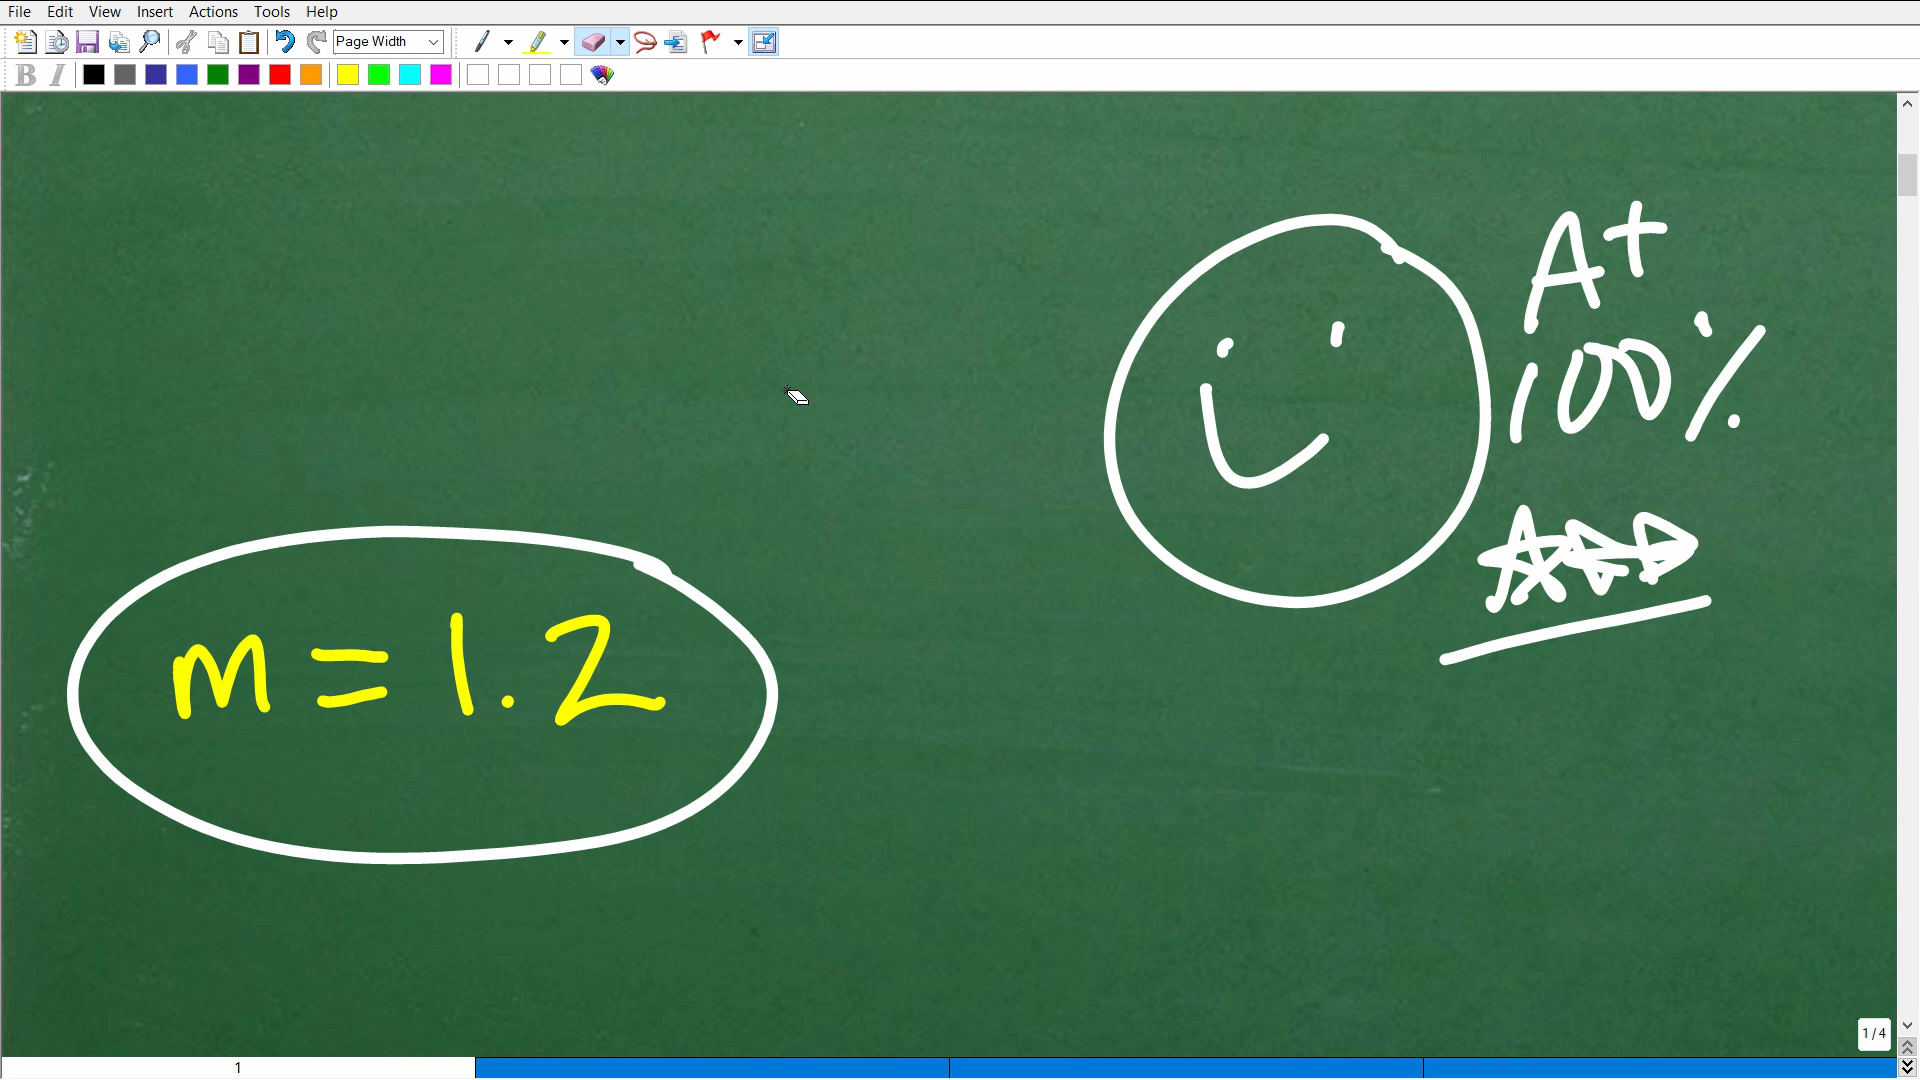 File Edit View Insert Actions Tools Help
Page Width
B I
A+
100%
m = 1.2
1 / 4
1